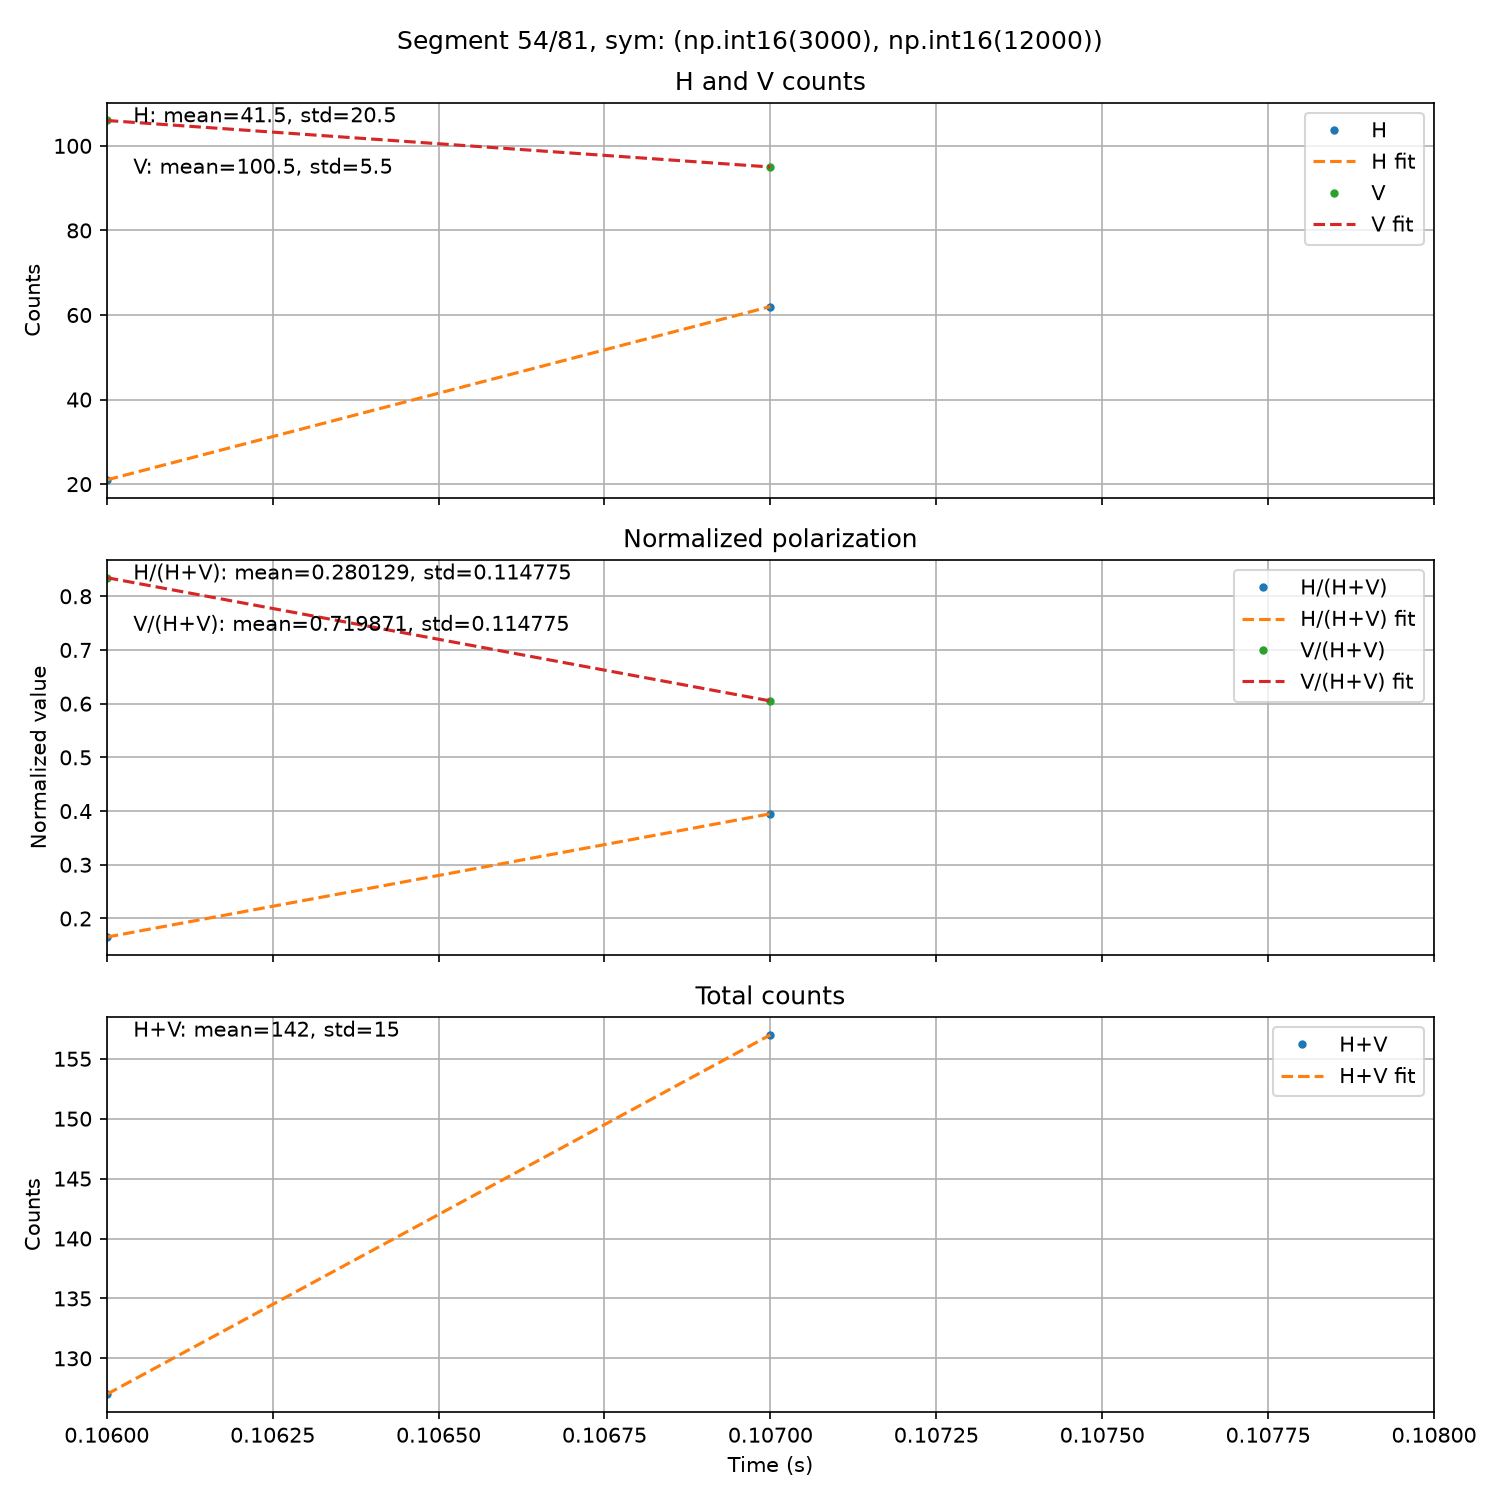 Segment 54/81, sym: (np.int16(3000), np.int16(12000))
H and V counts
H: mean=41.5, std=20.5
V: mean=100.5, std=5.5
H
H fit
V
V fit
100
80
60
40
20
Counts
Normalized polarization
H/(H+V): mean=0.280129, std=0.114775
V/(H+V): mean=0.719871, std=0.114775
H/(H+V)
H/(H+V) fit
V/(H+V)
V/(H+V) fit
0.8
0.7
0.6
0.5
0.4
0.3
0.2
Normalized value
Total counts
H+V: mean=142, std=15
H+V
H+V fit
155
150
145
140
135
130
Counts
0.10600 0.10625 0.10650 0.10675 0.10700 0.10725 0.10750 0.10775 0.10800
Time (s)